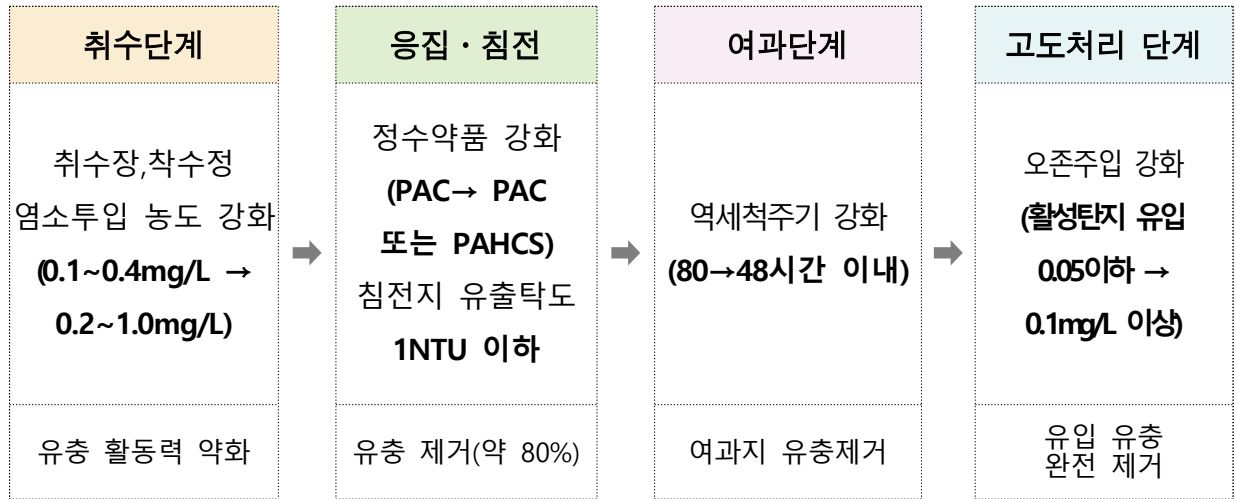 취수단계
취수장,착수정
염소투입 농도 강화
(0.1~0.4mg/L →
0.2~1.0mg/L)
유충 활동력 약화
응집 · 침전
정수약품 강화
(PAC→ PAC
또는 PAHCS)
침전지 유출탁도
1NTU 이하
유충 제거(약 80%)
여과단계
역세척주기 강화
(80→48시간 이내)
여과지 유충제거
고도처리 단계
오존주입 강화
(활성탄지 유입
0.05이하 →
0.1mg/L 이상)
유입 유충
완전 제거